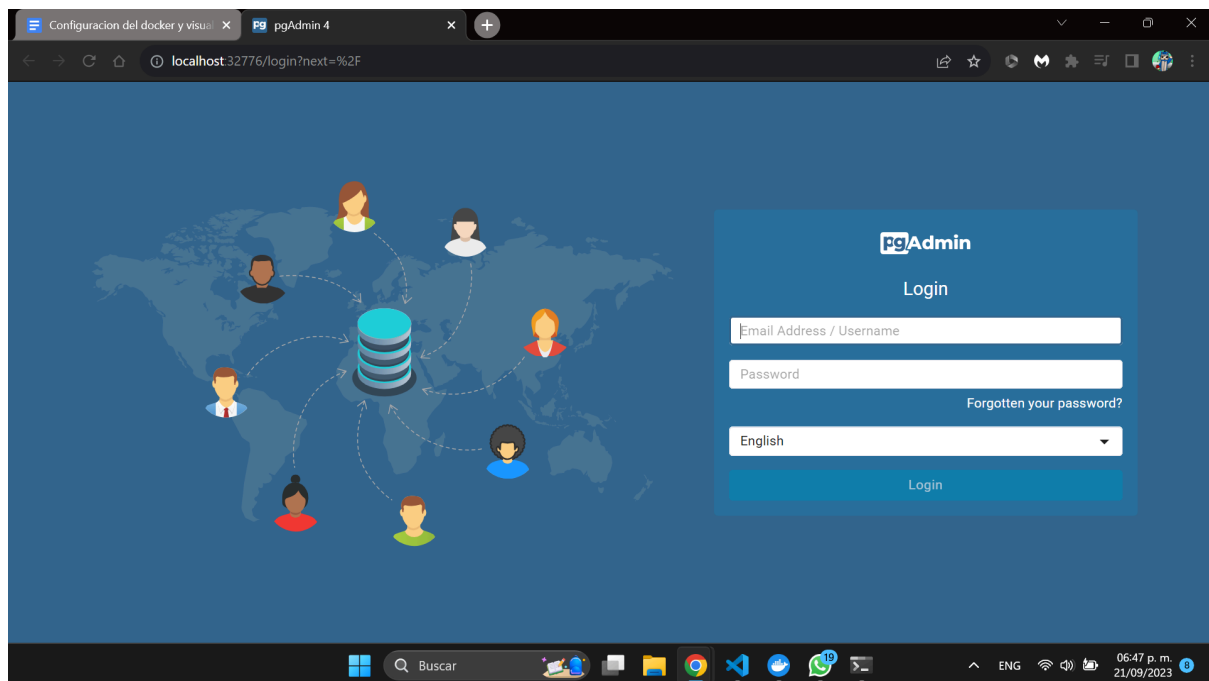 Configuracion del docker y visual
pgAdmin 4
localhost:32776/login?next=%2F
pgAdmin
Login
Email Address / Username
Password
Forgotten your password?
English
Login
Buscar
19
ENG
06:47 p. m.
21/09/2023
8